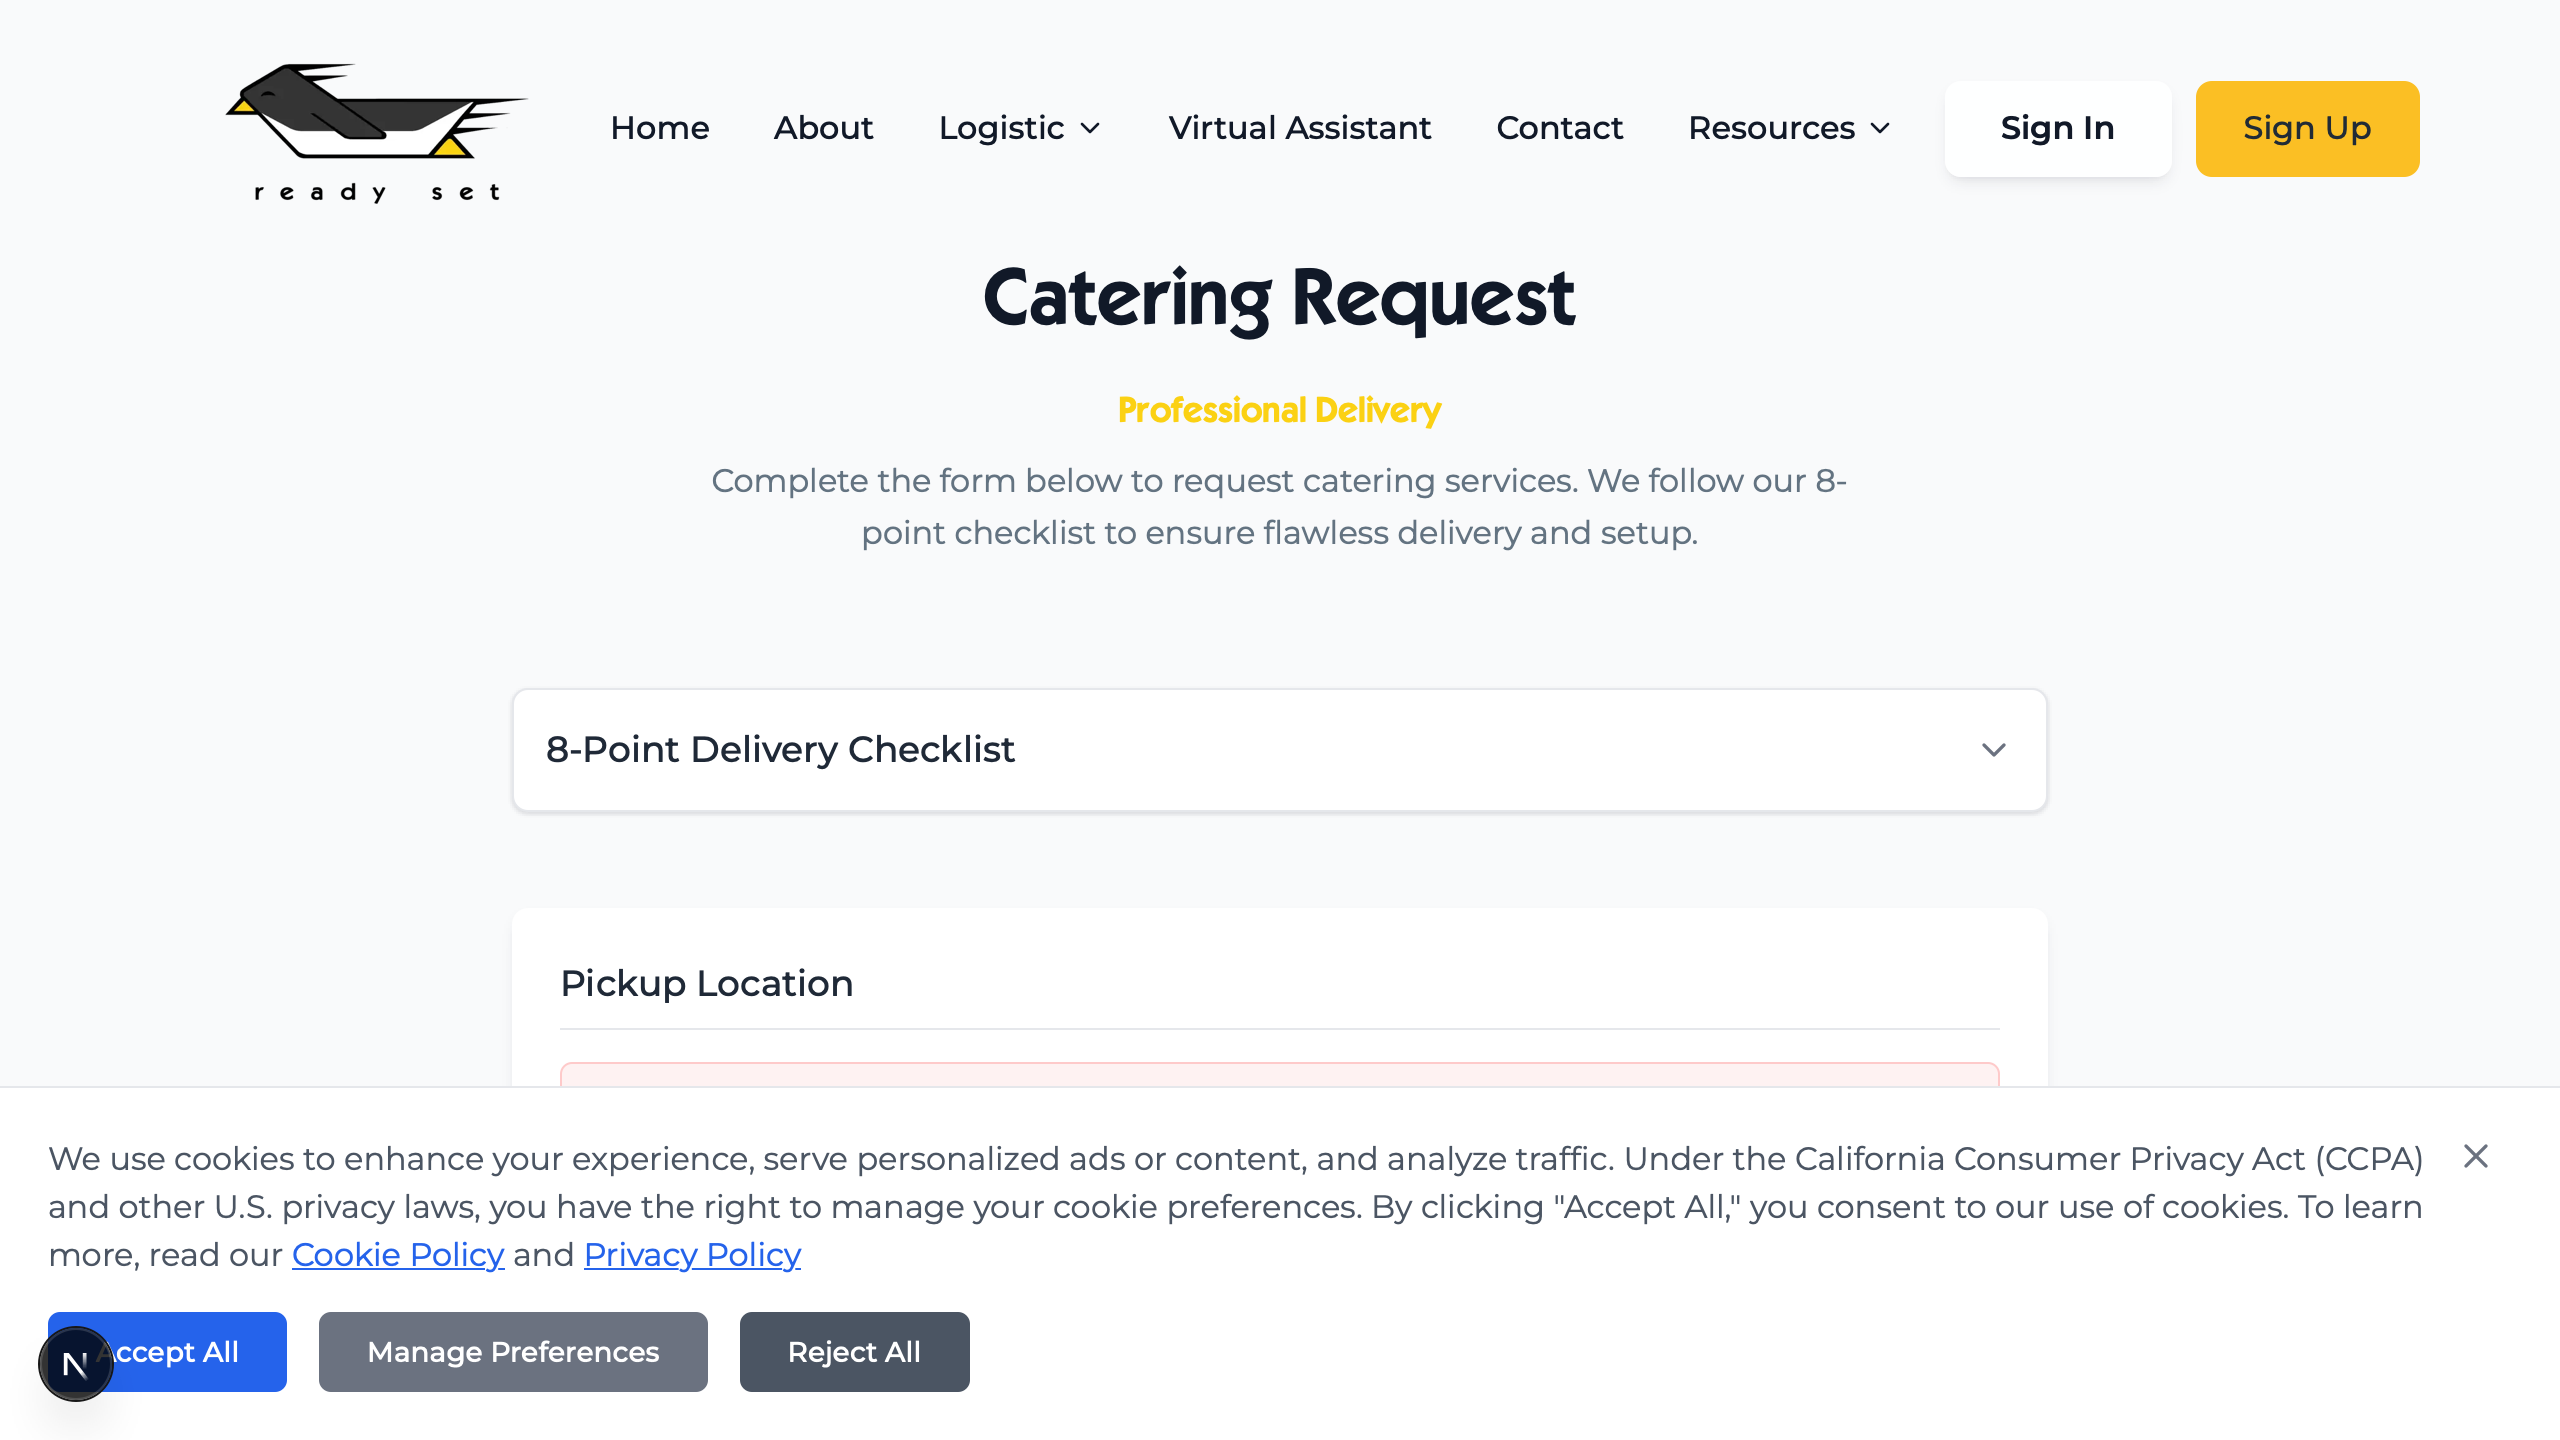 ready set
Home
About
Logistic
Virtual Assistant
Contact
Resources
Sign In
Sign Up
Catering Request
Professional Delivery
Complete the form below to request catering services. We follow our 8-
point checklist to ensure flawless delivery and setup.
8-Point Delivery Checklist
Pickup Location
We use cookies to enhance your experience, serve personalized ads or content, and analyze traffic. Under the California Consumer Privacy Act (CCPA)
and other U.S. privacy laws, you have the right to manage your cookie preferences. By clicking "Accept All," you consent to our use of cookies. To learn
more, read our Cookie Policy and Privacy Policy
N
Accept All
Manage Preferences
Reject All